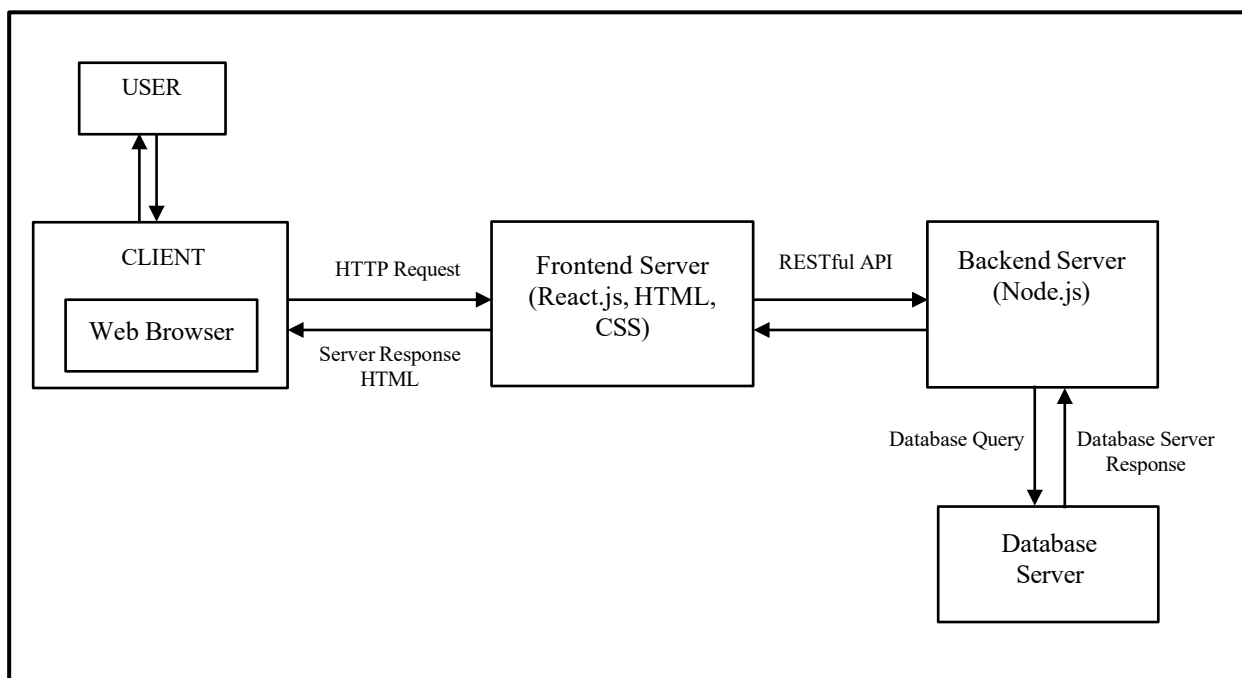 USER
CLIENT
Web Browser
HTTP Request
Server Response
HTML
Frontend Server
(React.js, HTML,
CSS)
RESTful API
Backend Server
(Node.js)
Database Query
Database Server
Response
Database
Server